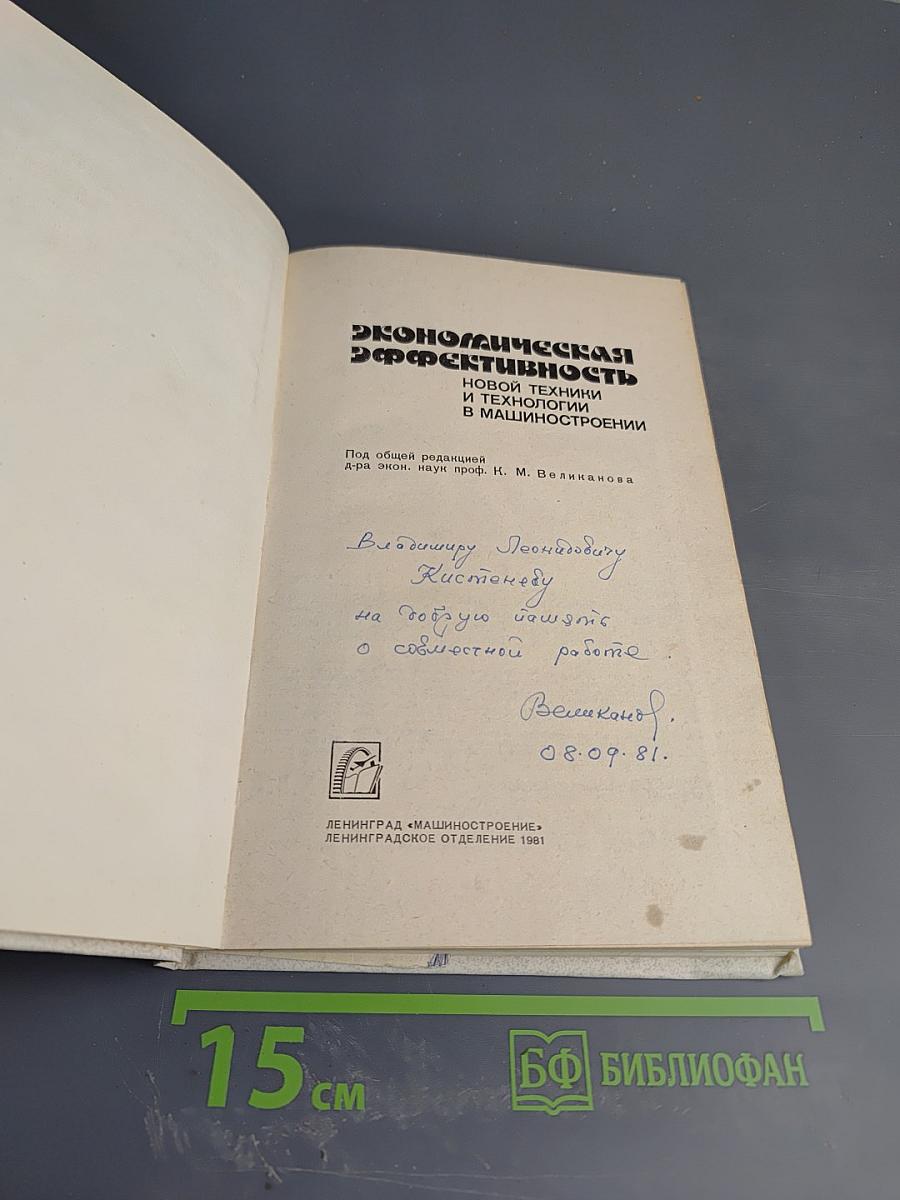 ЭКОНОМИЧЕСКАЯ
ЭФФЕКТИВНОСТЬ
НОВОЙ ТЕХНИКИ
И ТЕХНОЛОГИИ
В МАШИНОСТРОЕНИИ
Под общей редакцией
д-ра экон. наук проф. К. М. Великанова
Владимиру Леонидовичу
Кистеневу
на добрую память
о совместной работе.
Великанов.
08.09.81.
ЛЕНИНГРАД «МАШИНОСТРОЕНИЕ»
ЛЕНИНГРАДСКОЕ ОТДЕЛЕНИЕ 1981
15 см
БФ БИБЛИОФАН